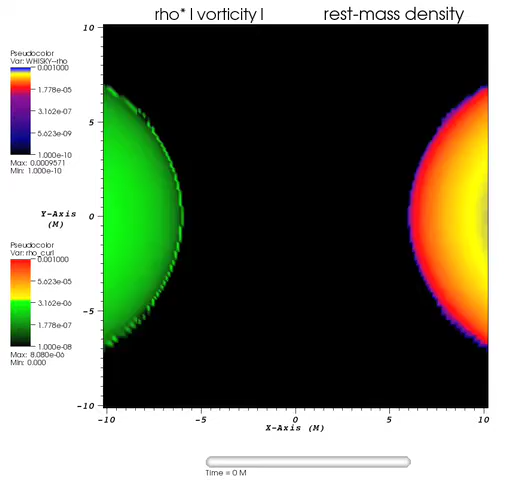 rho* | vorticity | rest-mass density
10
5
0
-5
-10
Y-Axis
(M)
-10 -5 0 5 10
X-Axis (M)
Pseudocolor
Var: WHISKY--rho
0.001000
1.778e-05
3.162e-07
5.623e-09
1.000e-10
Max: 0.0009571
Min: 1.000e-10
Pseudocolor
Var: rho_curl
0.001000
5.623e-05
3.162e-06
1.778e-07
1.000e-08
Max: 8.080e-06
Min: 0.000
Time = 0 M